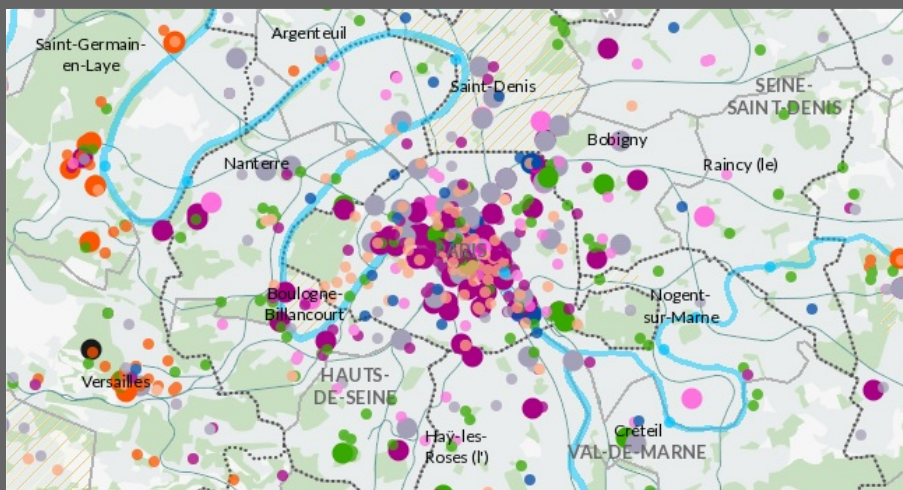 Saint-Germain-
en-Laye
Argenteuil
Saint-Denis
SEINE-
SAINT-DENIS
Bobigny
Nanterre
Raincy (le)
PARIS
Boulogne-
Billancourt
Nogent-
sur-Marne
Versailles
HAUTS-
DE-SEINE
Haÿ-les-
Roses (l')
Créteil
VAL-DE-MARNE